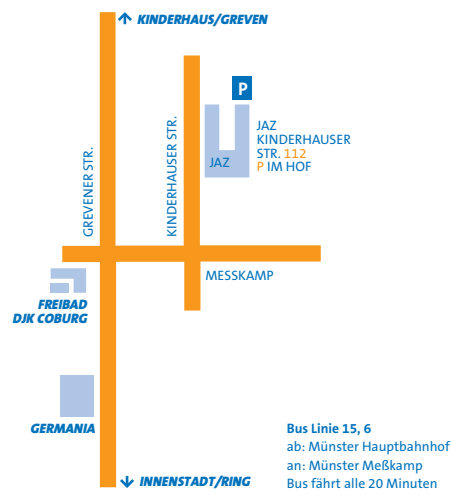 ↑ KINDERHAUS/GREVEN
P
JAZ
KINDERHAUSER
STR. 112
P IM HOF
JAZ
GREVENER STR.
KINDERHAUSER STR.
MESSKAMP
FREIBAD
DJK COBURG
GERMANIA
Bus Linie 15, 6
ab: Münster Hauptbahnhof
an: Münster Meßkamp
Bus fährt alle 20 Minuten
↓ INNENSTADT/RING